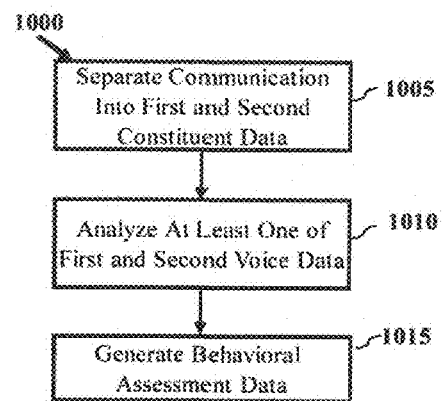 1000
Separate Communication
Into First and Second
Constituent Data
1005
Analyze At Least One of
First and Second Voice Data
1010
Generate Behavioral
Assessment Data
1015